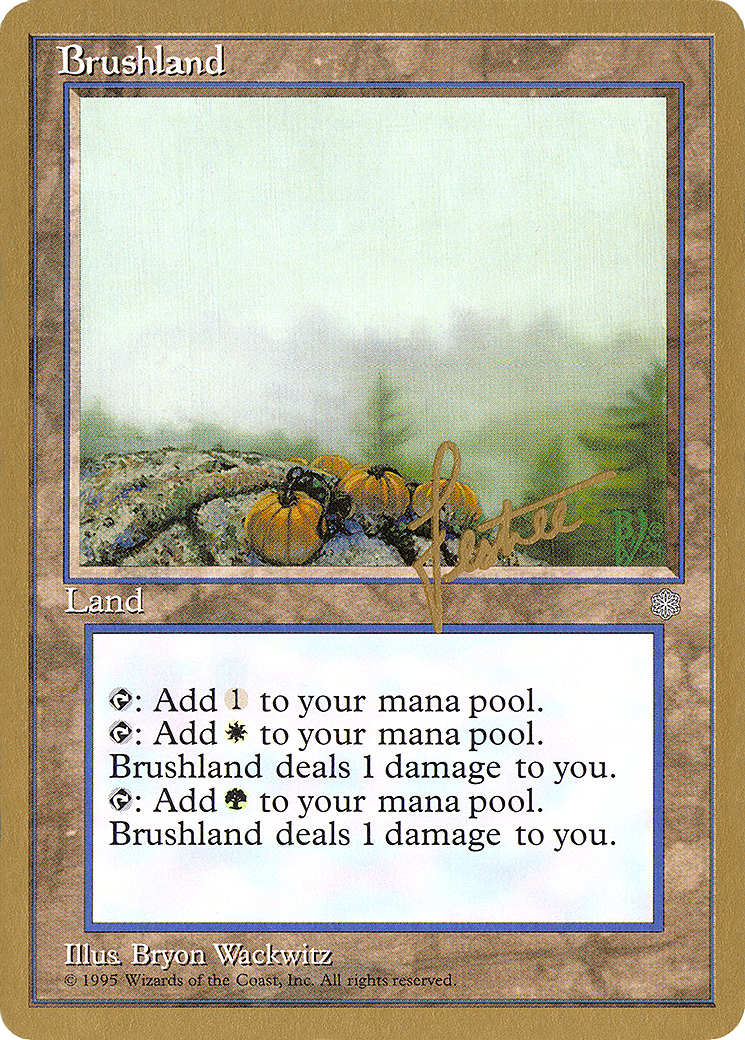 Brushland
Land
: Add 1 to your mana pool.
: Add to your mana pool.
Brushland deals 1 damage to you.
: Add to your mana pool.
Brushland deals 1 damage to you.
Illus. Bryon Wackwitz
© 1995 Wizards of the Coast, Inc. All rights reserved.